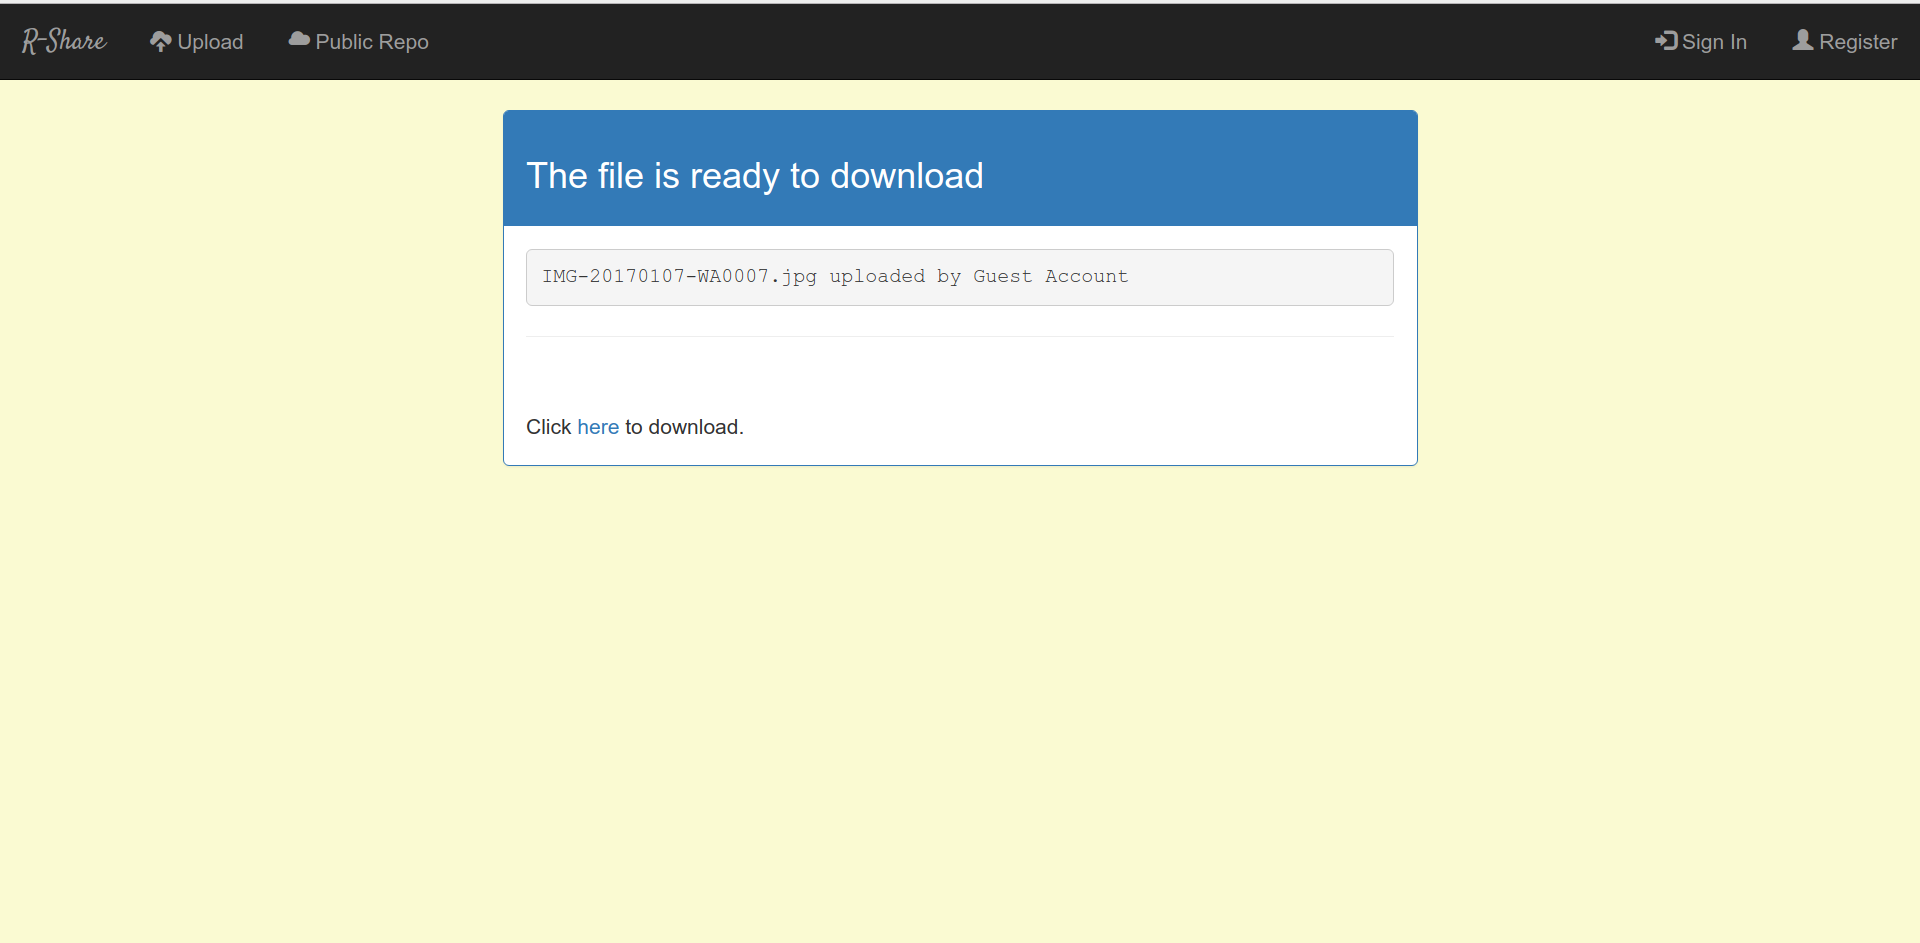 R-Share Upload Public Repo Sign In Register
The file is ready to download
IMG-20170107-WA0007.jpg uploaded by Guest Account
Click here to download.